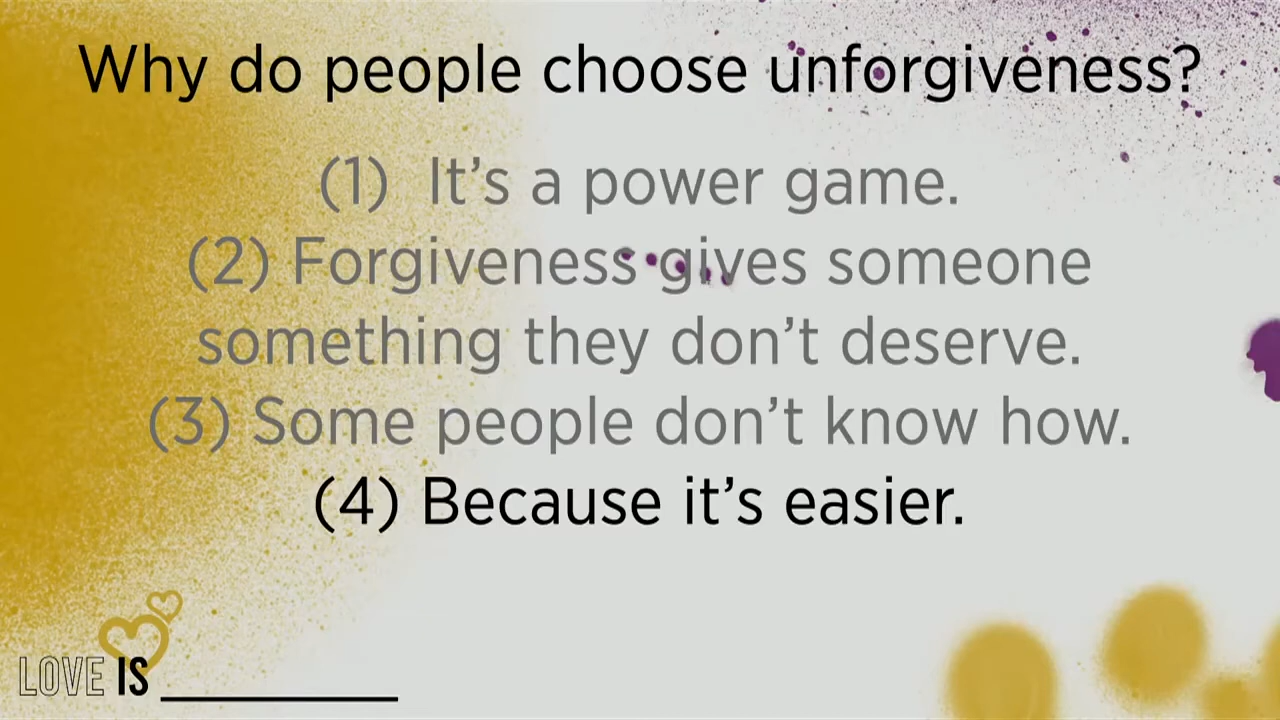 Why do people choose unforgiveness?
(1) It’s a power game.
(2) Forgiveness gives someone
something they don’t deserve.
(3) Some people don’t know how.
(4) Because it’s easier.
LOVE IS __________